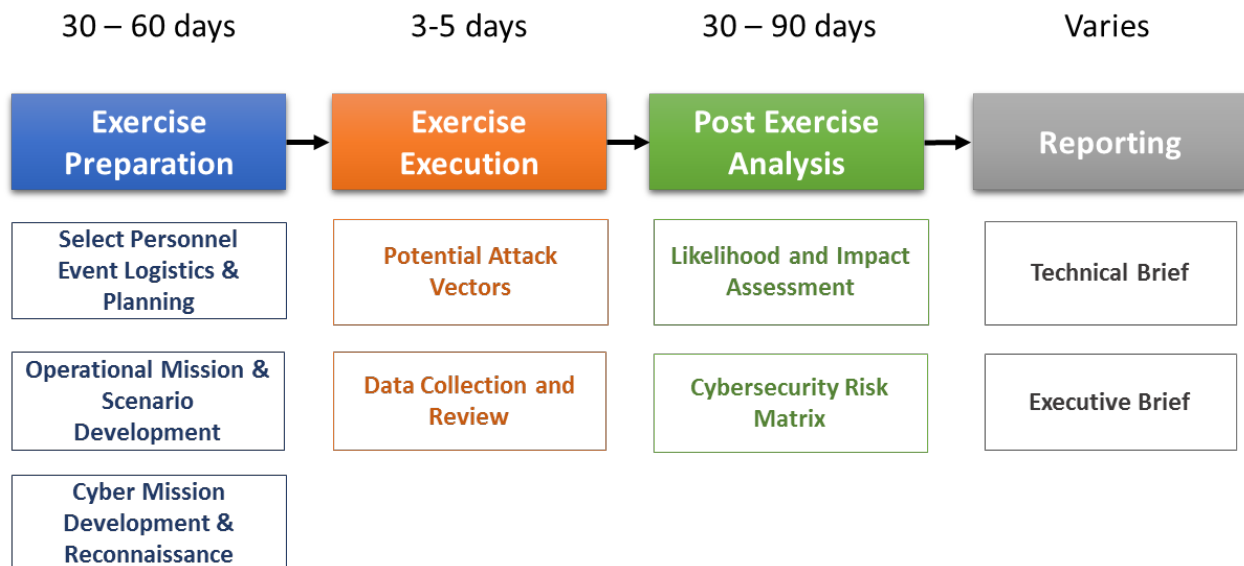 30 – 60 days
3-5 days
30 – 90 days
Varies
Exercise
Preparation
Exercise
Execution
Post Exercise
Analysis
Reporting
Select Personnel
Event Logistics &
Planning
Potential Attack
Vectors
Likelihood and Impact
Assessment
Technical Brief
Operational Mission &
Scenario
Development
Data Collection and
Review
Cybersecurity Risk
Matrix
Executive Brief
Cyber Mission
Development &
Reconnaissance